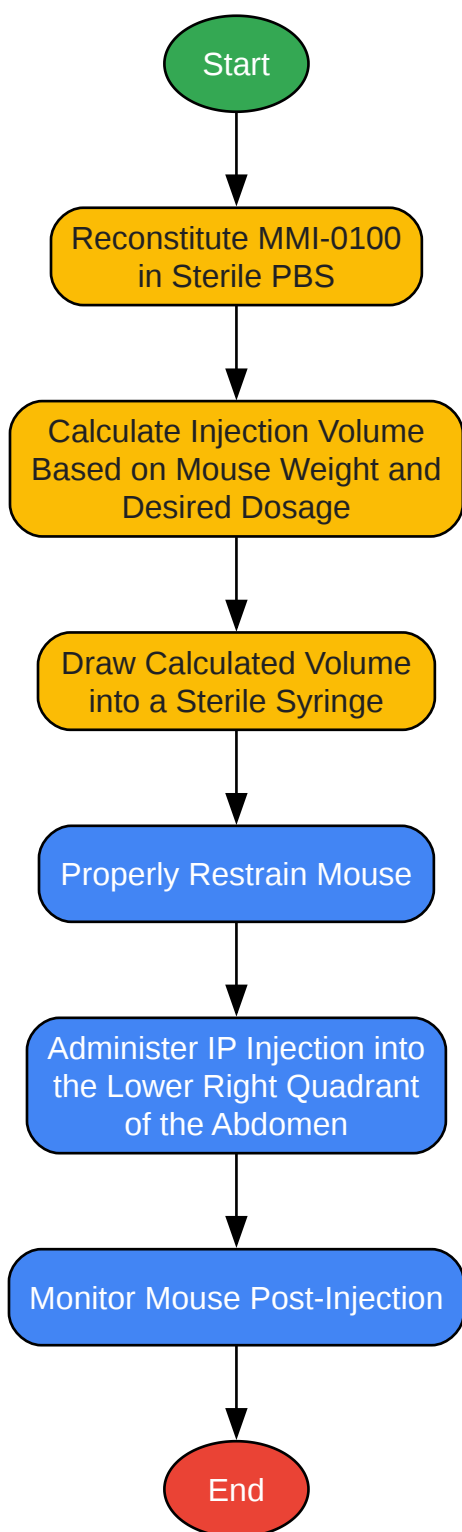 Start
Reconstitute MMI-0100
in Sterile PBS
Calculate Injection Volume
Based on Mouse Weight and
Desired Dosage
Draw Calculated Volume
into a Sterile Syringe
Properly Restrain Mouse
Administer IP Injection into
the Lower Right Quadrant
of the Abdomen
Monitor Mouse Post-Injection
End